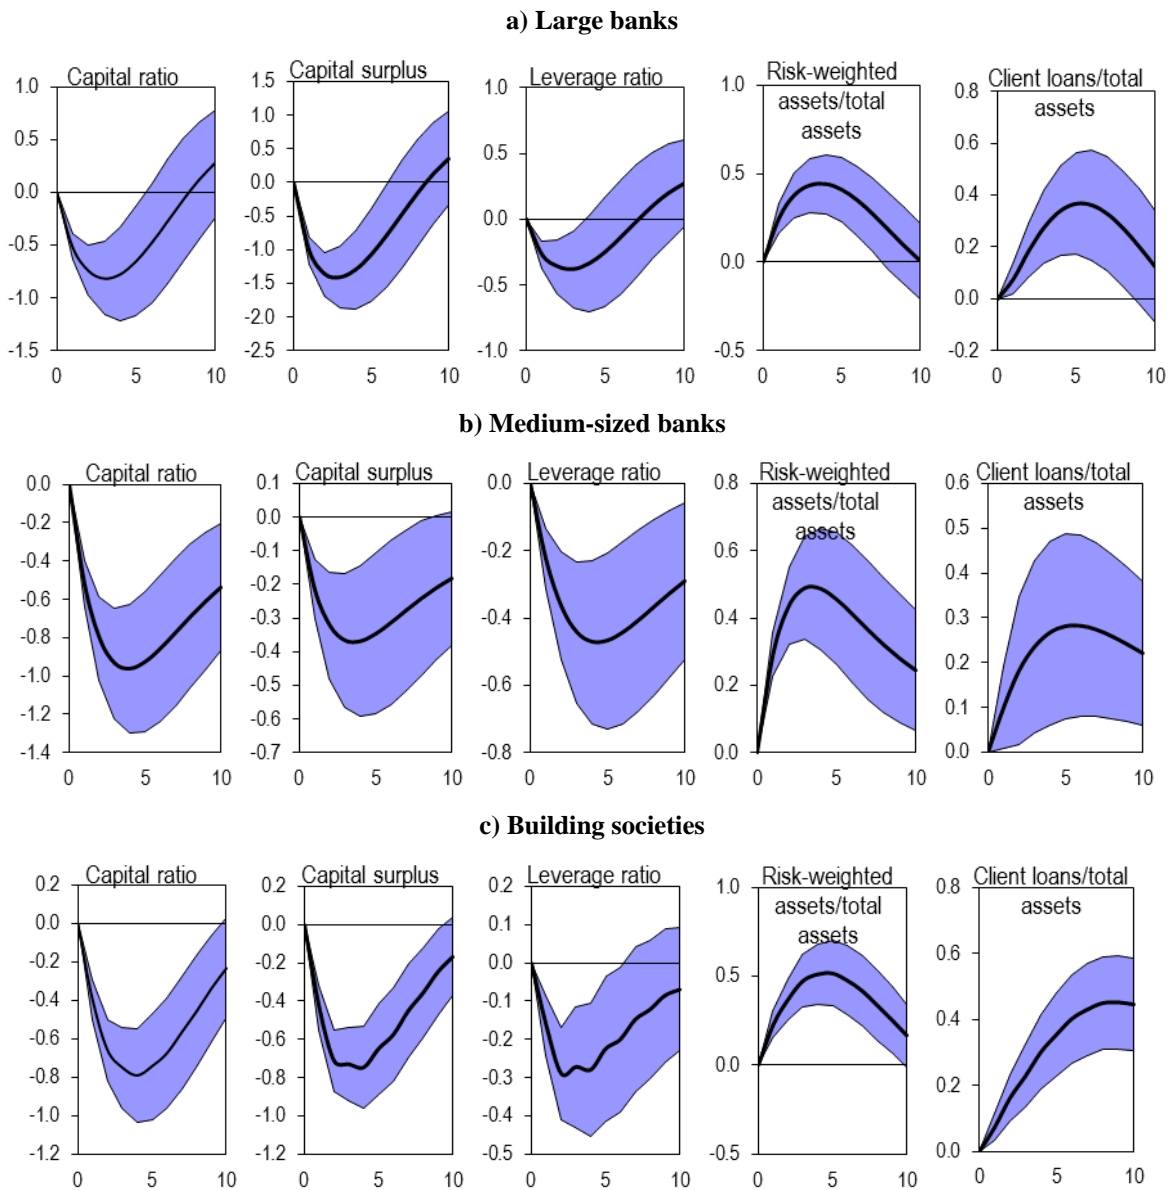 a) Large banks
Capital ratio
1.0
0.5
0.0
-0.5
-1.0
-1.5
0 5 10
Capital surplus
1.5
1.0
0.5
0.0
-0.5
-1.0
-1.5
-2.0
-2.5
0 5 10
Leverage ratio
1.0
0.5
0.0
-0.5
-1.0
0 5 10
Risk-weighted
assets/total
assets
1.0
0.5
0.0
-0.5
0 5 10
Client loans/total
assets
0.8
0.6
0.4
0.2
0.0
-0.2
0 5 10
b) Medium-sized banks
Capital ratio
0.0
-0.2
-0.4
-0.6
-0.8
-1.0
-1.2
-1.4
0 5 10
Capital surplus
0.1
0.0
-0.1
-0.2
-0.3
-0.4
-0.5
-0.6
-0.7
0 5 10
Leverage ratio
0.0
-0.2
-0.4
-0.6
-0.8
0 5 10
Risk-weighted
assets/total
assets
0.8
0.6
0.4
0.2
0.0
0 5 10
Client loans/total
assets
0.6
0.5
0.4
0.3
0.2
0.1
0.0
0 5 10
c) Building societies
Capital ratio
0.2
0.0
-0.2
-0.4
-0.6
-0.8
-1.0
-1.2
0 5 10
Capital surplus
0.2
0.0
-0.2
-0.4
-0.6
-0.8
-1.0
-1.2
0 5 10
Leverage ratio
0.2
0.1
0.0
-0.1
-0.2
-0.3
-0.4
-0.5
0 5 10
Risk-weighted
assets/total
assets
1.0
0.5
0.0
-0.5
0 5 10
Client loans/total
assets
0.8
0.6
0.4
0.2
0.0
0 5 10